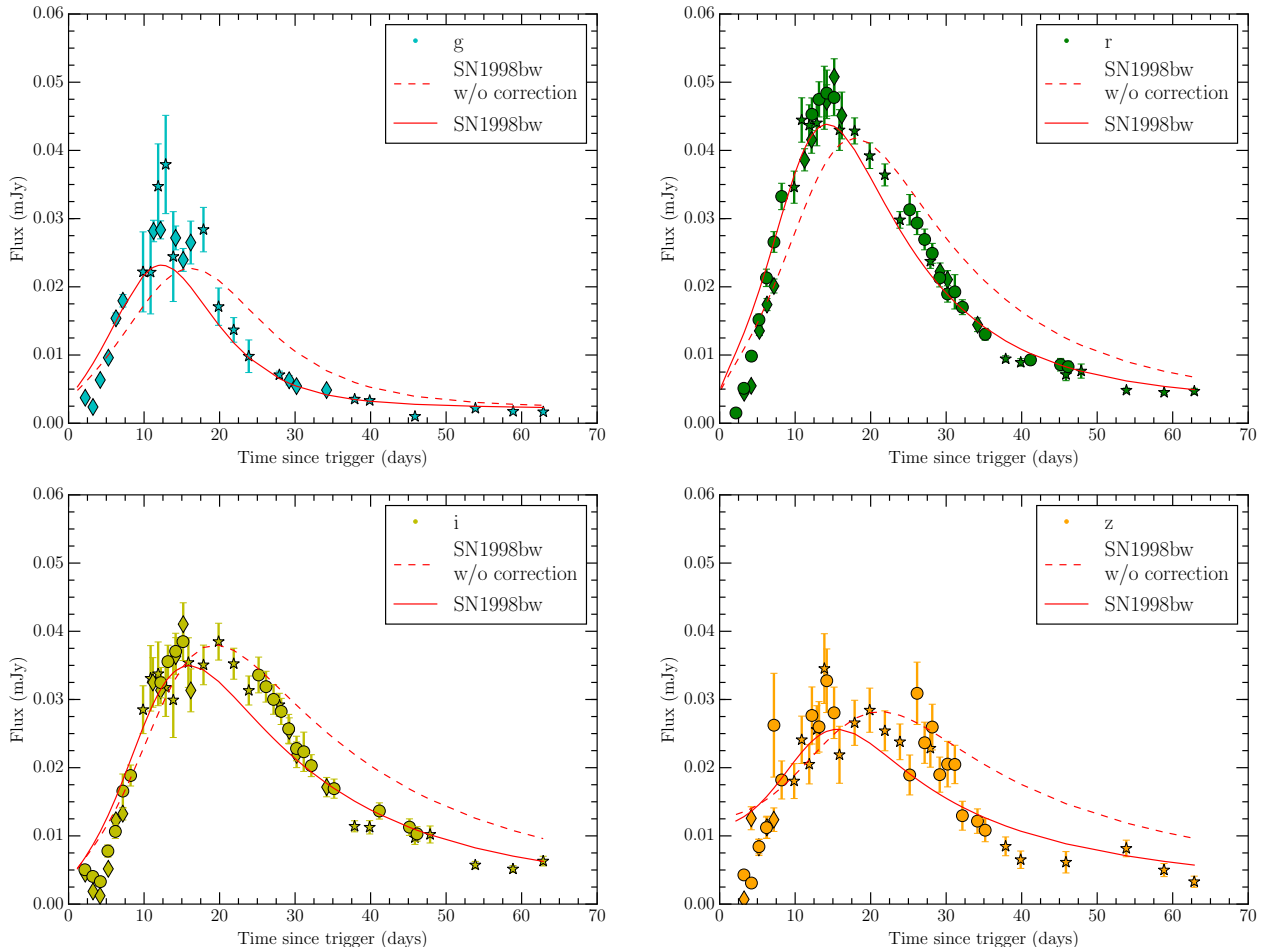 0.06
0.05
0.04
0.03
0.02
0.01
0.00
Flux (mJy)
0 10 20 30 40 50 60 70
Time since trigger (days)
g
SN1998bw
w/o correction
SN1998bw
0.06
0.05
0.04
0.03
0.02
0.01
0.00
Flux (mJy)
0 10 20 30 40 50 60 70
Time since trigger (days)
r
SN1998bw
w/o correction
SN1998bw
0.06
0.05
0.04
0.03
0.02
0.01
0.00
Flux (mJy)
0 10 20 30 40 50 60 70
Time since trigger (days)
i
SN1998bw
w/o correction
SN1998bw
0.06
0.05
0.04
0.03
0.02
0.01
0.00
Flux (mJy)
0 10 20 30 40 50 60 70
Time since trigger (days)
z
SN1998bw
w/o correction
SN1998bw